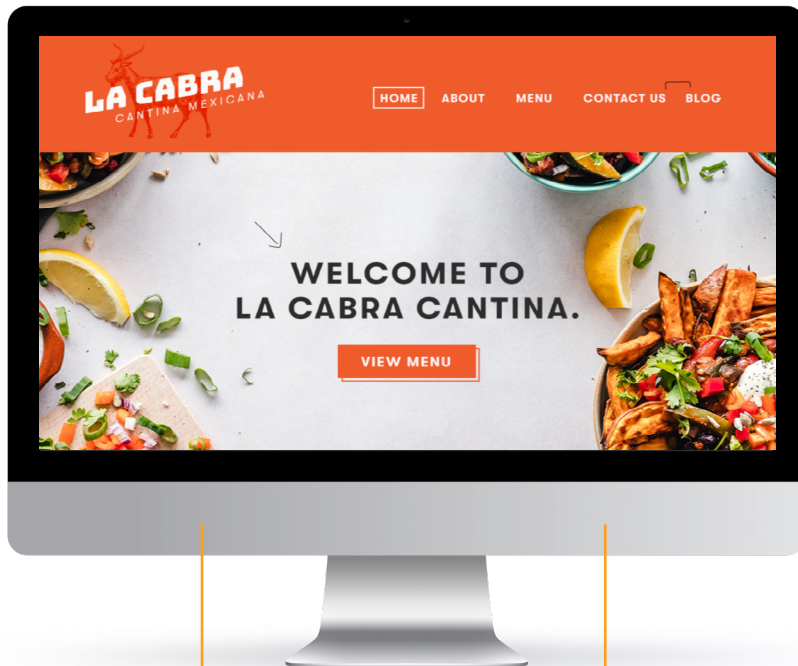 LA CABRA
CANTINA MEXICANA
HOME ABOUT MENU CONTACT US BLOG
WELCOME TO
LA CABRA CANTINA.
VIEW MENU